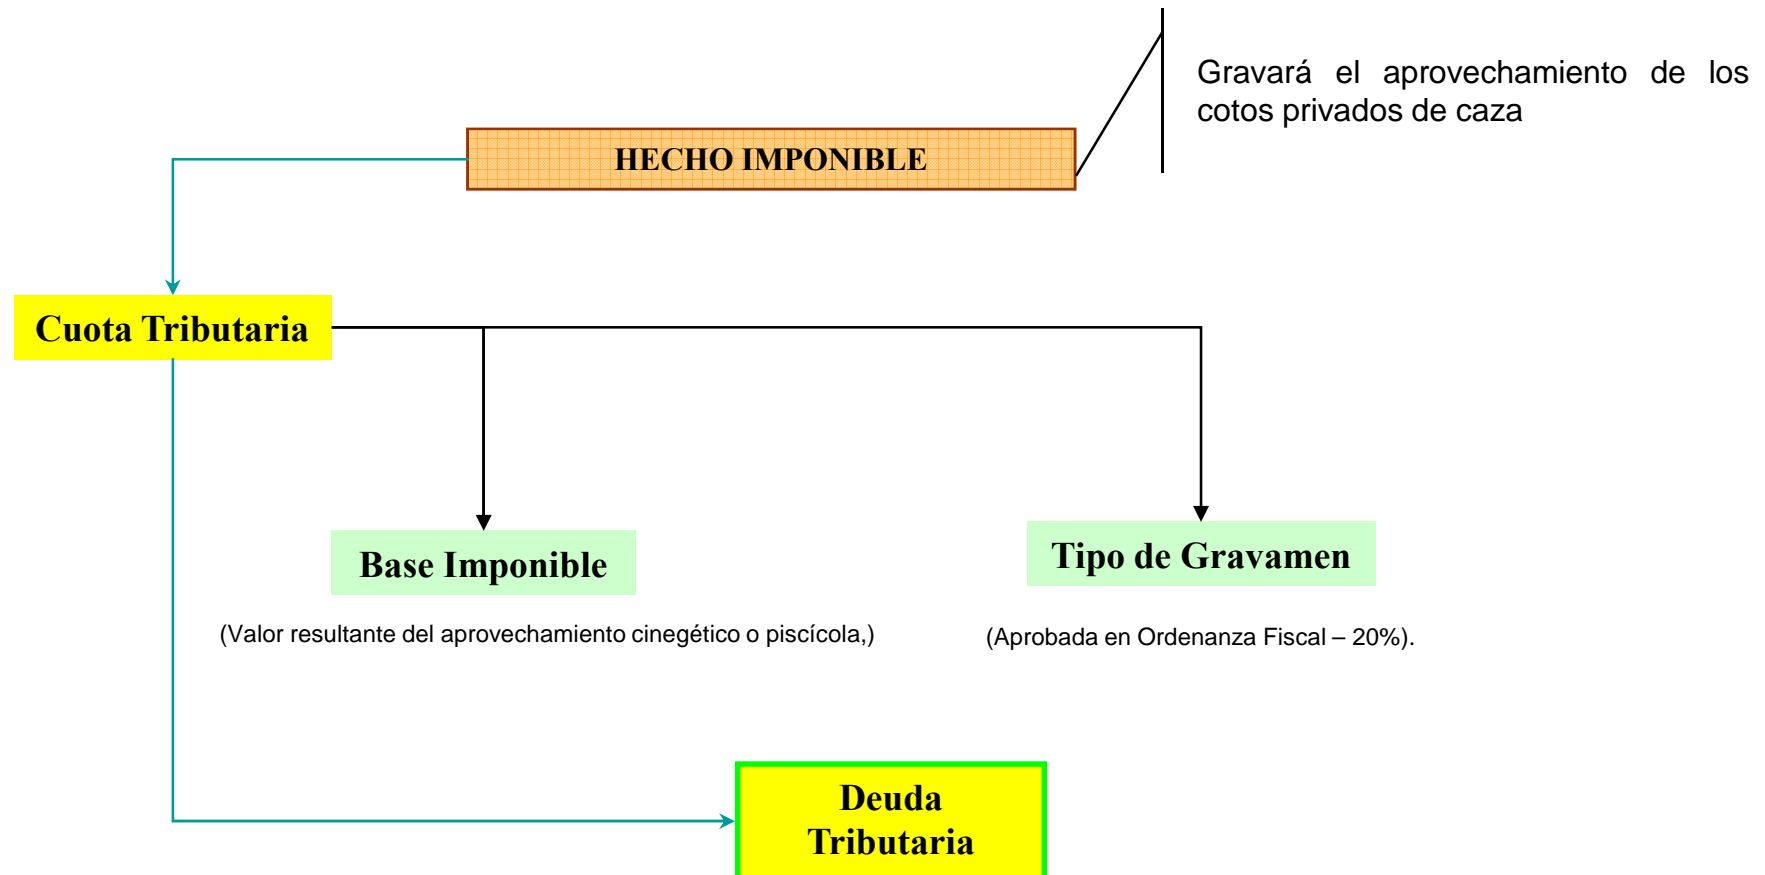 Gravará el aprovechamiento de los
cotos privados de caza
HECHO IMPONIBLE
Cuota Tributaria
Base Imponible
Tipo de Gravamen
(Valor resultante del aprovechamiento cinegético o piscícola,)
(Aprobada en Ordenanza Fiscal – 20%).
Deuda
Tributaria